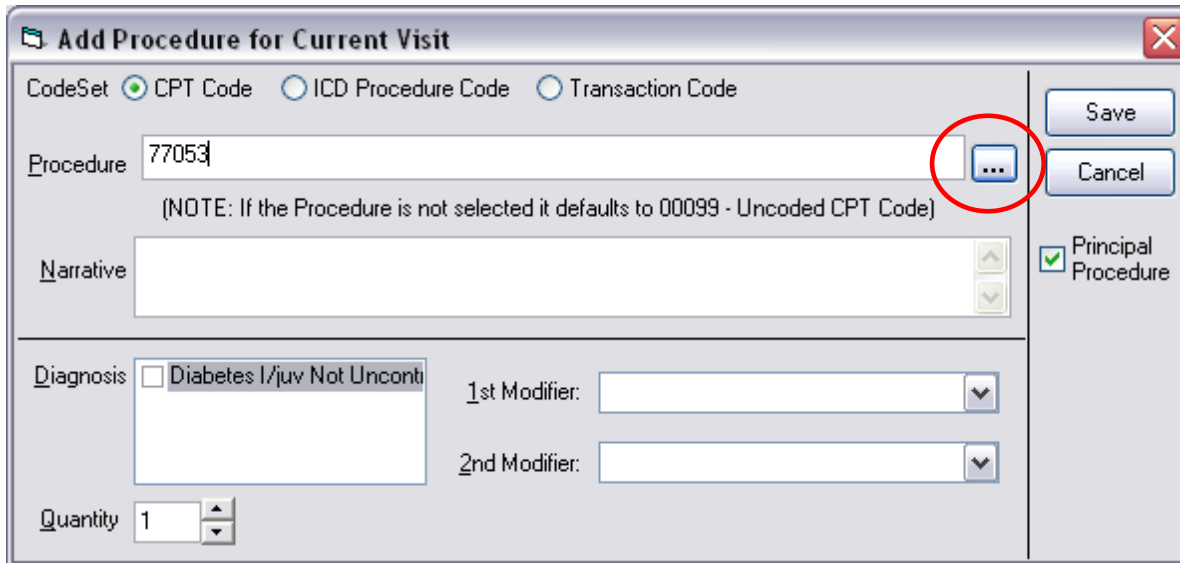 Add Procedure for Current Visit
CodeSet CPT Code ICD Procedure Code Transaction Code
Save
Procedure 77053 ...
Cancel
(NOTE: If the Procedure is not selected it defaults to 00099 - Uncoded CPT Code)
Narrative
Principal
Procedure
Diagnosis Diabetes I/juv Not Uncont
1st Modifier:
2nd Modifier:
Quantity 1